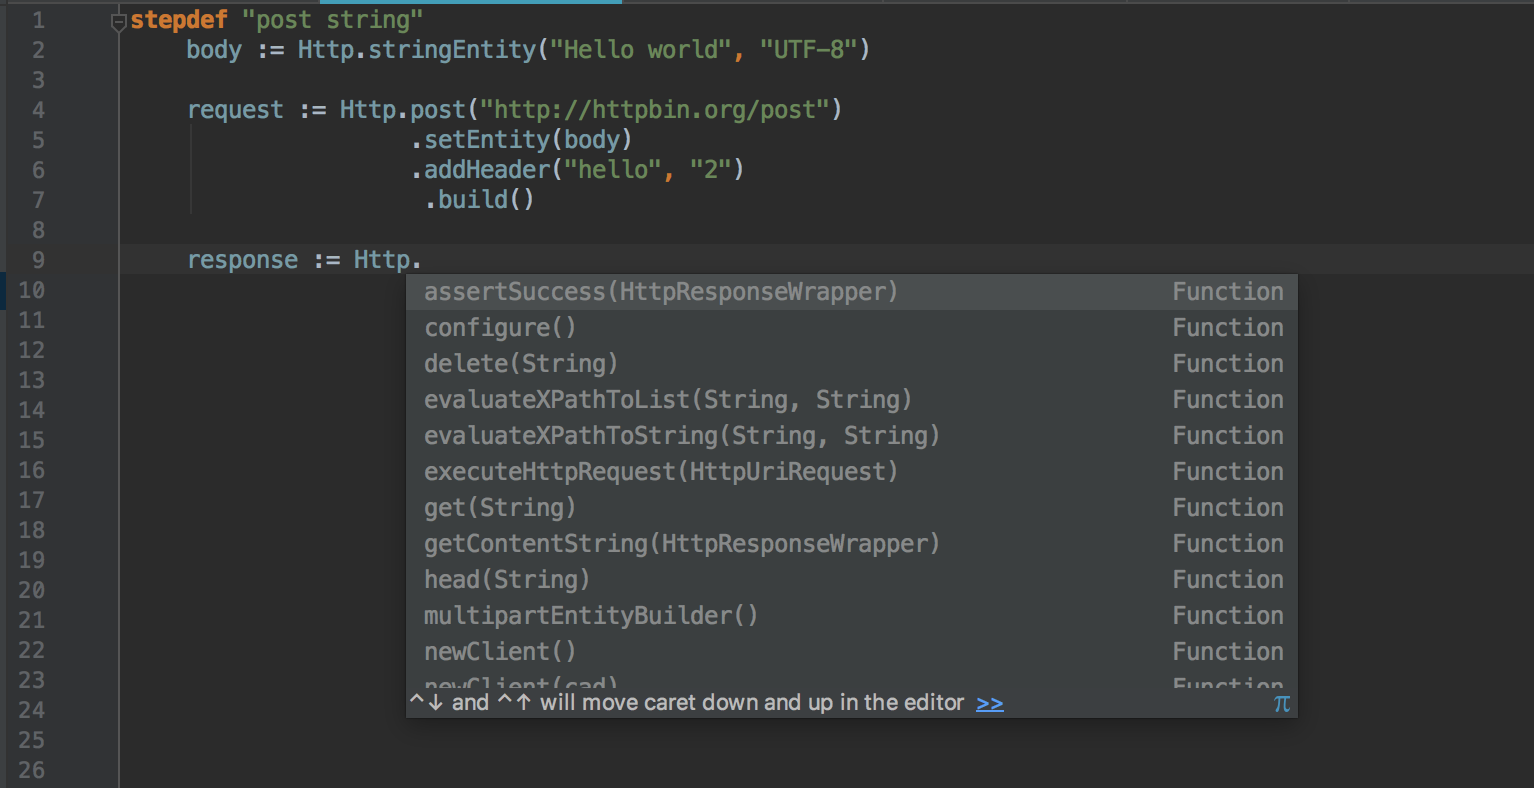 1 stepdef "post string"
2 body := Http.stringEntity("Hello world", "UTF-8")
3
4 request := Http.post("http://httpbin.org/post")
5 .setEntity(body)
6 .addHeader("hello", "2")
7 .build()
8
9 response := Http.
10 assertSuccess(HttpResponseWrapper) Function
11 configure() Function
12 delete(String) Function
13
14 evaluateXPathToList(String, String) Function
15 evaluateXPathToString(String, String) Function
16 executeHttpRequest(HttpUriRequest) Function
17 get(String) Function
18 getContentString(HttpResponseWrapper) Function
19
20 head(String) Function
21 multipartEntityBuilder() Function
22 newClient() Function
23 newClient(cad) Function
24 ^↓ and ^↑ will move caret down and up in the editor >> π
25
26